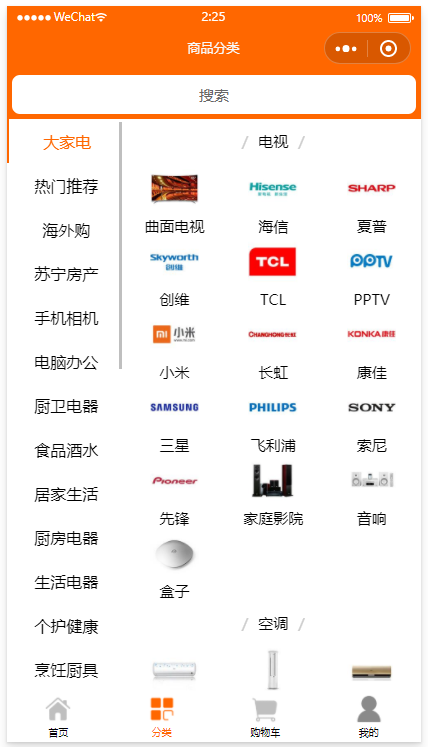 WeChat
2:25
100%
商品分类
搜索
大家电
热门推荐
海外购
苏宁房产
手机相机
电脑办公
厨卫电器
食品酒水
居家生活
厨房电器
生活电器
个护健康
烹饪厨具
/ 电视 /
Hisense
SHARP
曲面电视 海信 夏普
Skyworth
创维
TCL
PPTV
创维 TCL PPTV
小米
CHANGHONG长虹
KONKA康佳
小米 长虹 康佳
SAMSUNG
PHILIPS
SONY
三星 飞利浦 索尼
Pioneer
先锋 家庭影院 音响
盒子
/ 空调 /
首页 分类 购物车 我的